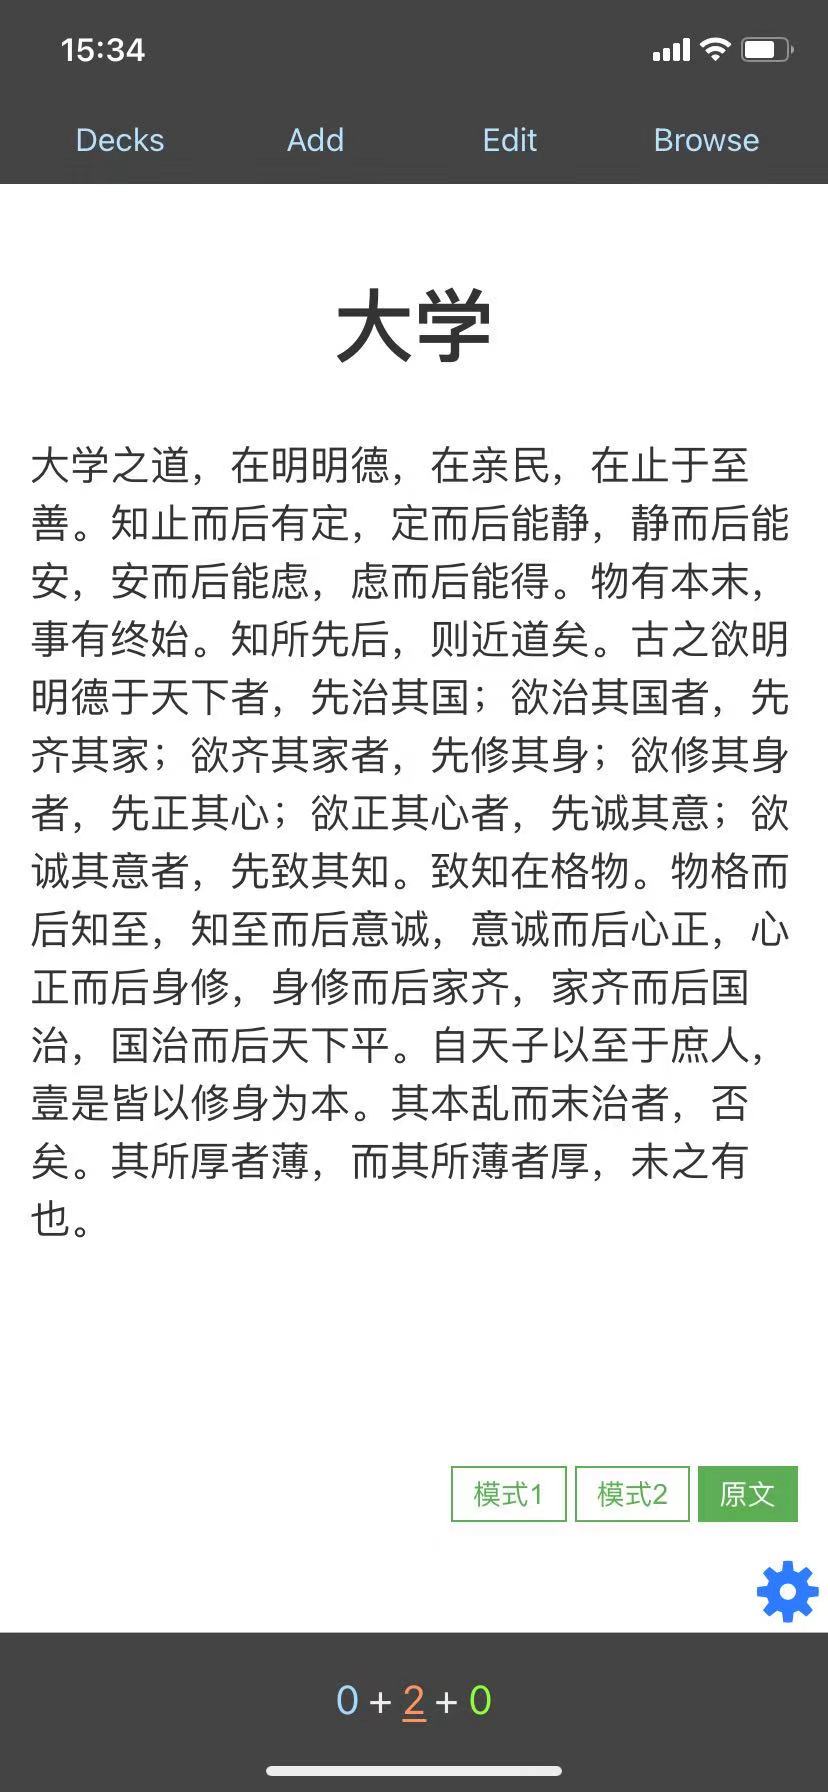 15:34
Decks Add Edit Browse
大学
大学之道，在明明德，在亲民，在止于至
善。知止而后有定，定而后能静，静而后能
安，安而后能虑，虑而后能得。物有本末，
事有终始。知所先后，则近道矣。古之欲明
明德于天下者，先治其国；欲治其国者，先
齐其家；欲齐其家者，先修其身；欲修其身
者，先正其心；欲正其心者，先诚其意；欲
诚其意者，先致其知。致知在格物。物格而
后知至，知至而后意诚，意诚而后心正，心
正而后身修，身修而后家齐，家齐而后国
治，国治而后天下平。自天子以至于庶人，
壹是皆以修身为本。其本乱而末治者，否
矣。其所厚者薄，而其所薄者厚，未之有
也。
模式1 模式2 原文
0 + 2 + 0